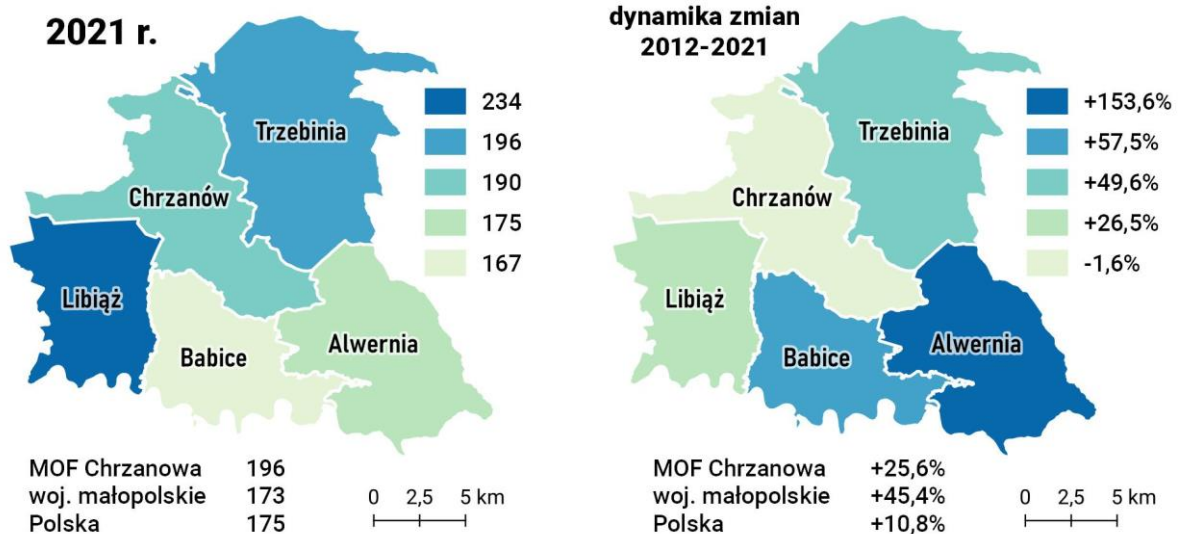 2021 r.
234
196
190
175
167
Trzebinia
Chrzanów
Libiąż
Babice
Alwernia
MOF Chrzanowa 196
woj. małopolskie 173
Polska 175
0 2,5 5 km
dynamika zmian
2012-2021
+153,6%
+57,5%
+49,6%
+26,5%
-1,6%
Trzebinia
Chrzanów
Libiąż
Babice
Alwernia
MOF Chrzanowa +25,6%
woj. małopolskie +45,4%
Polska +10,8%
0 2,5 5 km